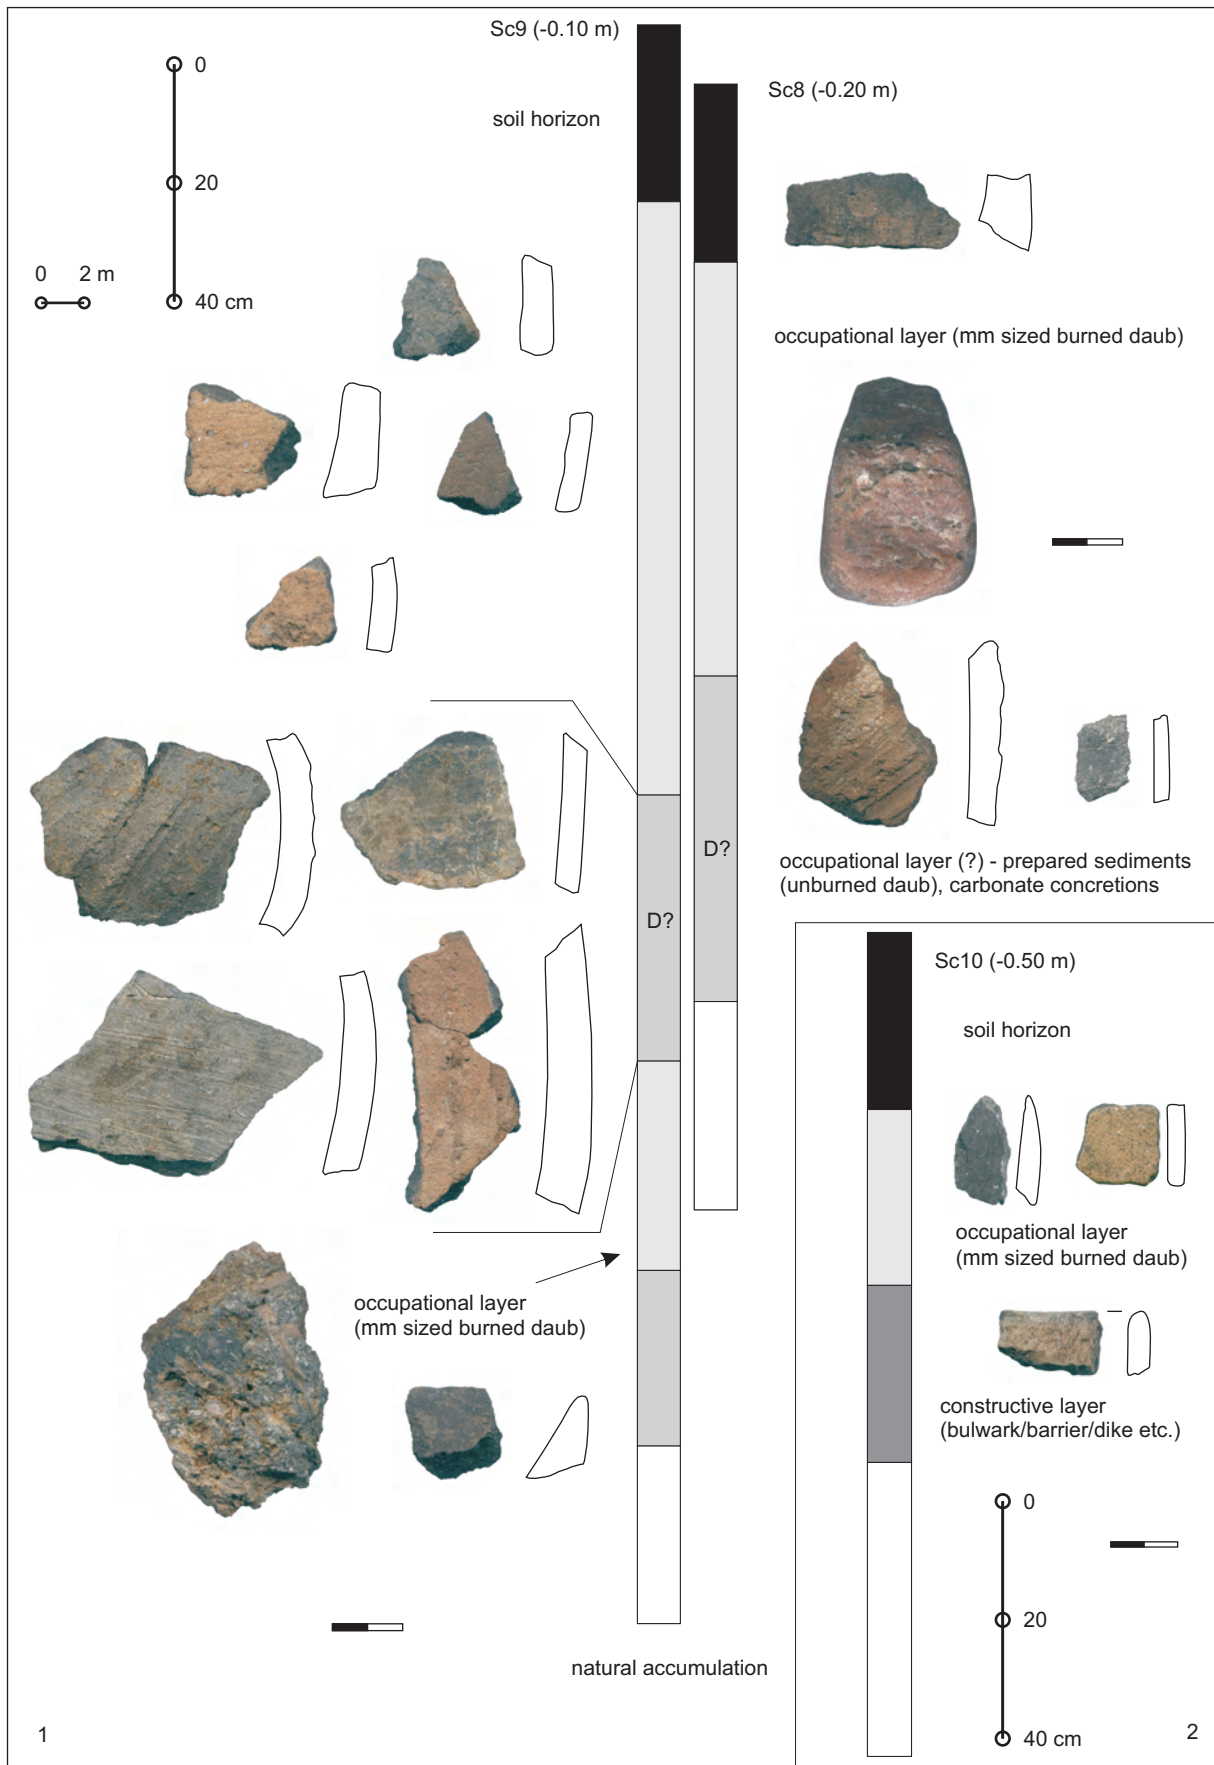 Sc9 (-0.10 m)
0
Sc8 (-0.20 m)
soil horizon
20
0 2 m
40 cm
occupational layer (mm sized burned daub)
D?
D?
occupational layer (?) - prepared sediments
(unburned daub), carbonate concretions
Sc10 (-0.50 m)
soil horizon
occupational layer
(mm sized burned daub)
occupational layer
(mm sized burned daub)
constructive layer
(bulwark/barrier/dike etc.)
0
20
natural accumulation
40 cm
1
2